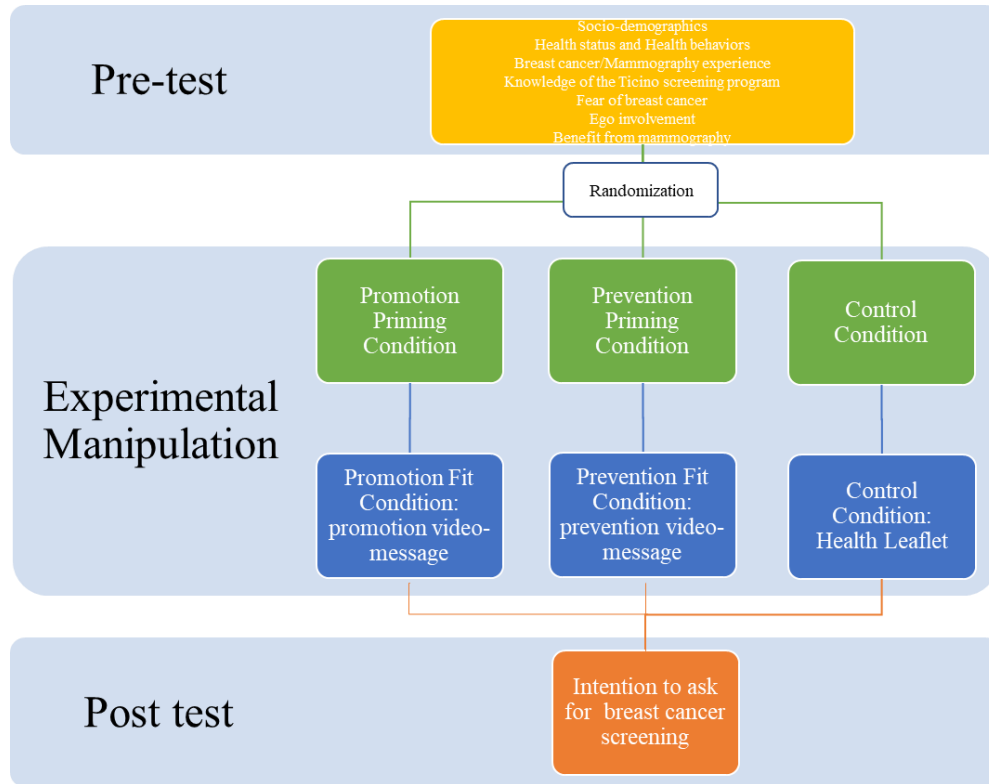 Pre-test
Socio-demographics
Health status and Health behaviors
Breast cancer/Mammography experience
Knowledge of the Ticino screening program
Fear of breast cancer
Ego involvement
Benefit from mammography
Randomization
Experimental
Manipulation
Promotion
Priming
Condition
Prevention
Priming
Condition
Control
Condition
Promotion Fit
Condition:
promotion video-
message
Prevention Fit
Condition:
prevention video-
message
Control
Condition:
Health Leaflet
Post test
Intention to ask
for breast cancer
screening